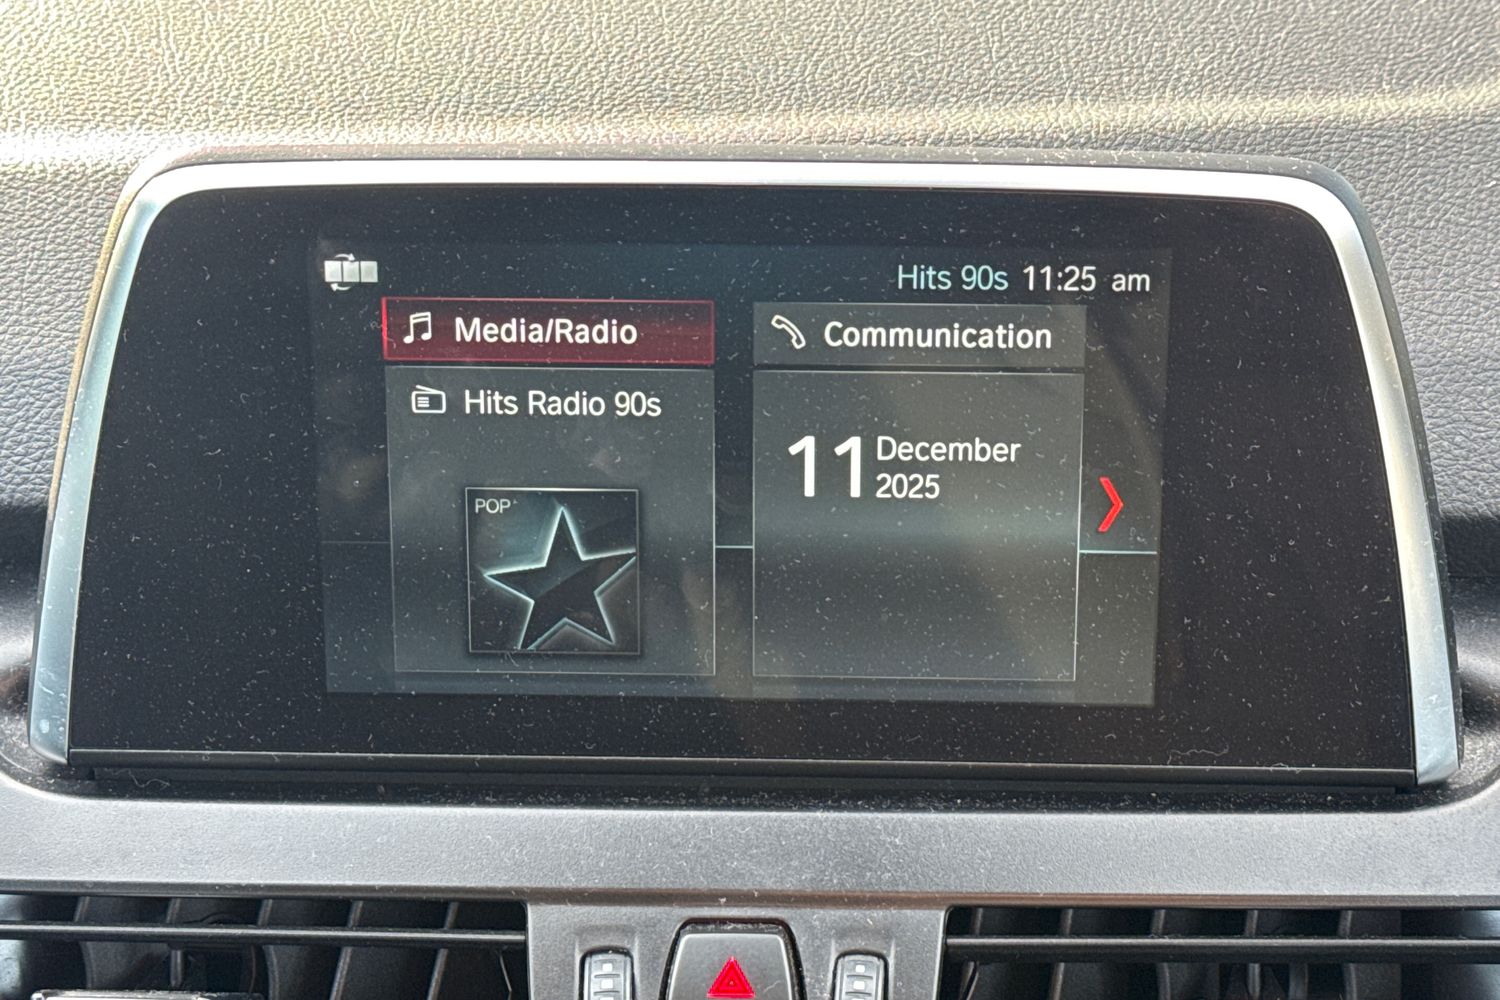 Hits 90s 11:25 am
Media/Radio
Communication
Hits Radio 90s
11 December
2025
POP